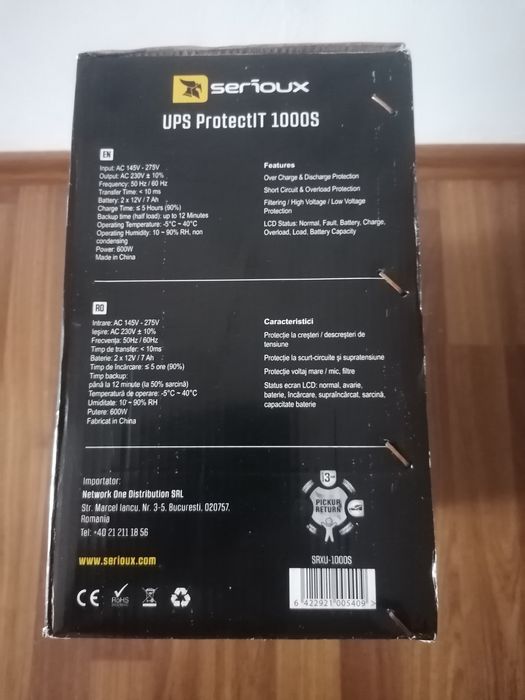 serioux
UPS ProtectIT 1000S
EN
Input: AC 145V - 275V
Output: AC 230V ± 10%
Frequency: 50 Hz / 60 Hz
Transfer Time: < 10 ms
Battery: 2 x 12V / 7 Ah
Charge Time: ≤ 5 Hours (90%)
Backup time (half load): up to 12 Minutes
Operating Temperature: -5°C ~ 40°C
Operating Humidity: 10 ~ 90% RH, non
condensing
Power: 600W
Made in China
Features
Over Charge & Discharge Protection
Short Circuit & Overload Protection
Filtering / High Voltage / Low Voltage
Protection
LCD Status: Normal, Fault, Battery, Charge,
Overload, Load, Battery Capacity
RO
Intrare: AC 145V - 275V
Ieșire: AC 230V ± 10%
Frecvența: 50Hz / 60Hz
Timp de transfer: < 10ms
Baterie: 2 x 12V / 7 Ah
Timp de încărcare: ≤ 5 ore (90%)
Timp backup:
până la 12 minute (la 50% sarcină)
Temperatură de operare: -5°C ~ 40°C
Umiditate: 10 ~ 90% RH
Putere: 600W
Fabricat in China
Caracteristici
Protecție la creșteri / descreșteri de
tensiune
Protecție la scurt-circuite și supratensiune
Protecție voltaj mare / mic, filtre
Status ecran LCD: normal, avarie,
baterie, încărcare, supraîncărcat, sarcină,
capacitate baterie
Importator:
Network One Distribution SRL
Str. Marcel Iancu, Nr. 3-5, Bucuresti, 020757,
Romania
Tel: +40 21 211 18 56
www.serioux.com
PICKUP
RETURN
SRXU-1000S
CE
RoHS
6 422921 005409 >